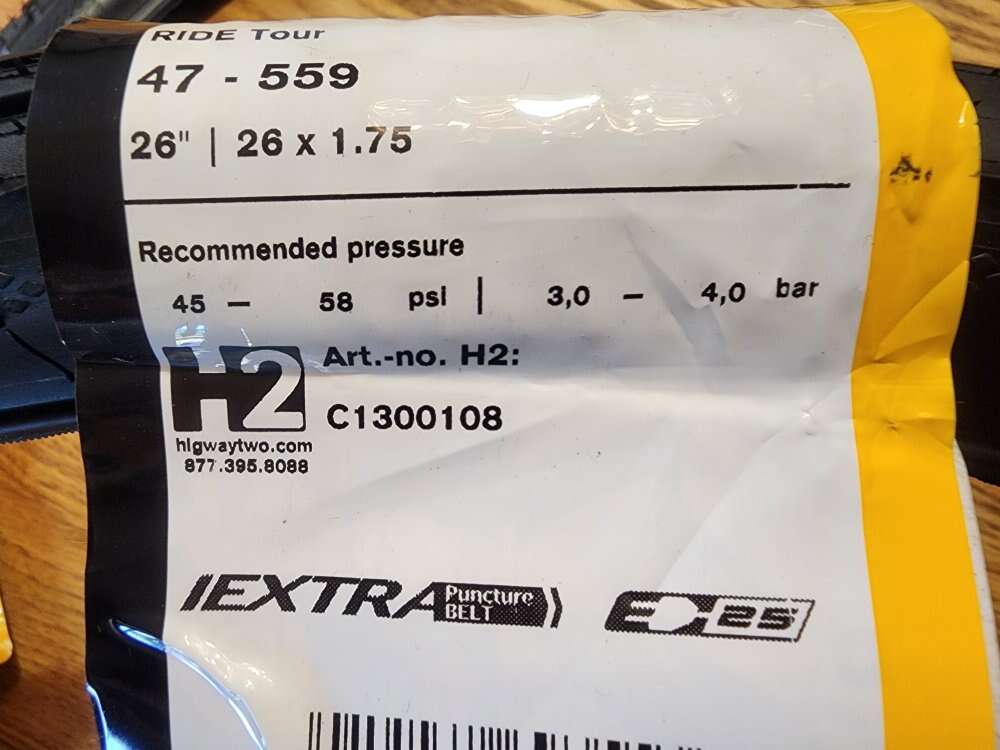 RIDE Tour
47 - 559
26" | 26 x 1.75
Recommended pressure
45 – 58 psi | 3,0 – 4,0 bar
H2 Art.-no. H2:
C1300108
higwaytwo.com
877.395.8088
EXTRA Puncture BELT
E 25